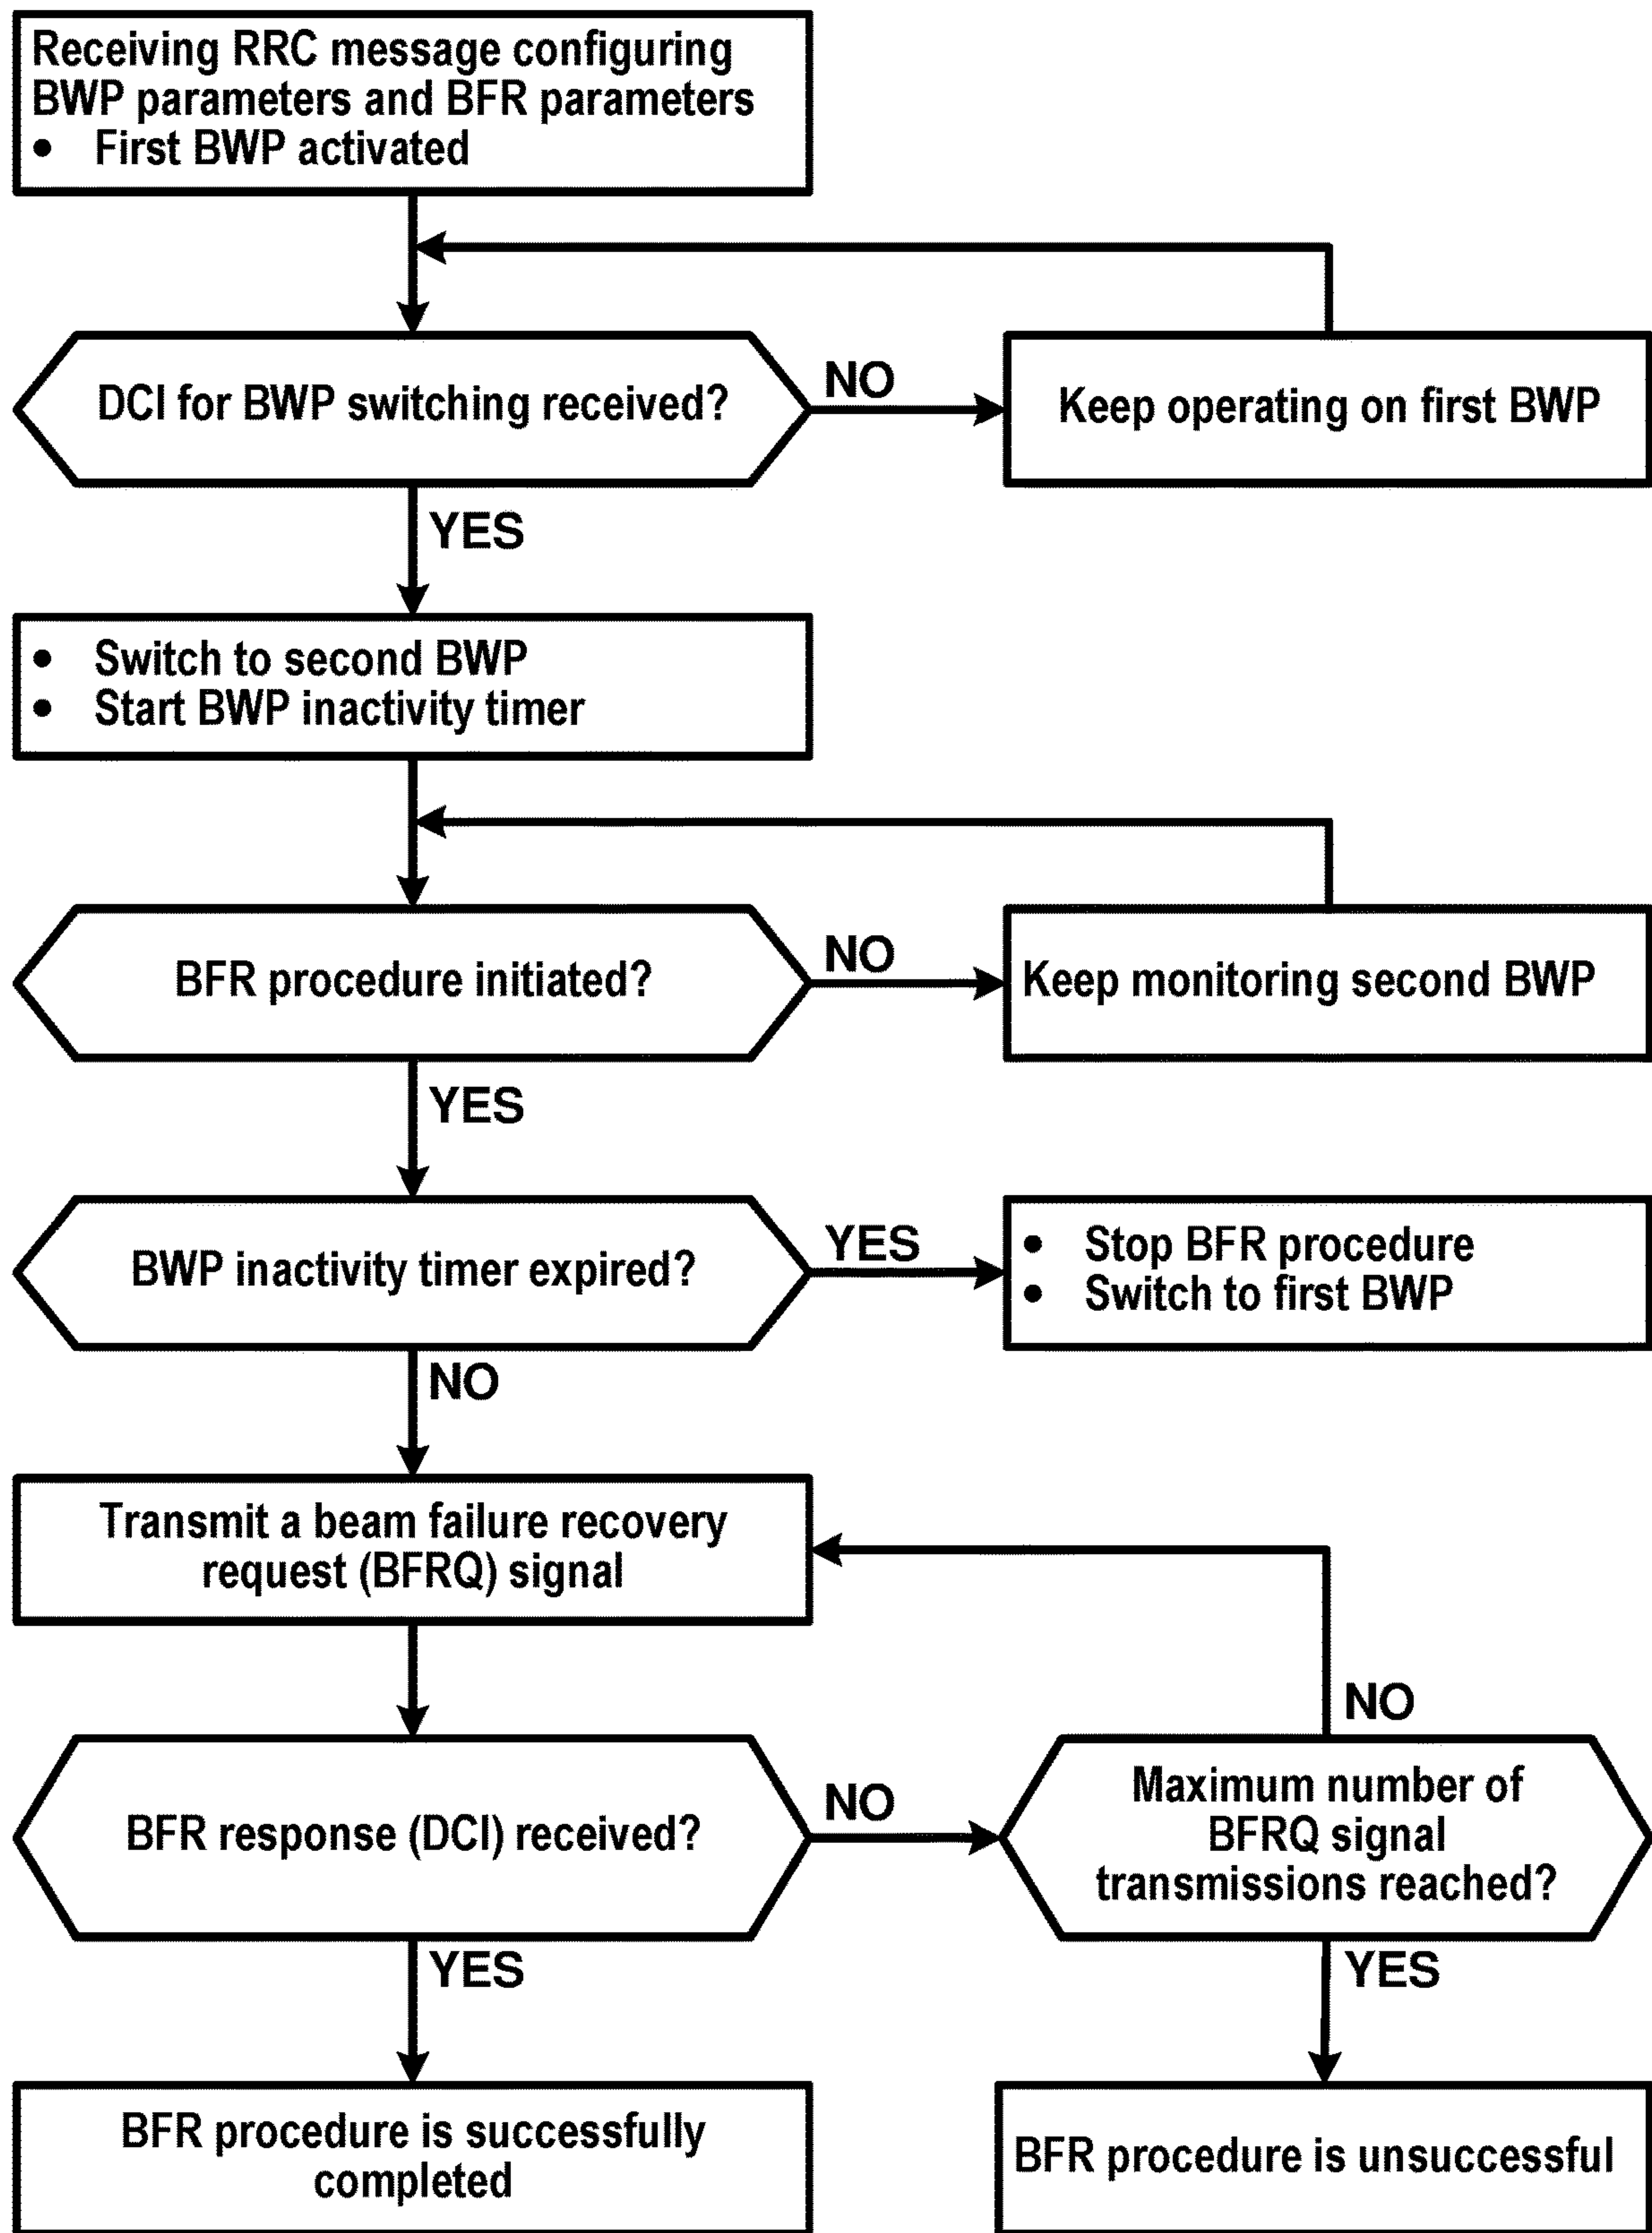 Receiving RRC message configuring
BWP parameters and BFR parameters
• First BWP activated
DCI for BWP switching received?
NO
Keep operating on first BWP
YES
• Switch to second BWP
• Start BWP inactivity timer
BFR procedure initiated?
NO
Keep monitoring second BWP
YES
BWP inactivity timer expired?
YES
• Stop BFR procedure
• Switch to first BWP
NO
Transmit a beam failure recovery
request (BFRQ) signal
BFR response (DCI) received?
NO
Maximum number of
BFRQ signal
transmissions reached?
NO
YES
YES
BFR procedure is successfully
completed
BFR procedure is unsuccessful